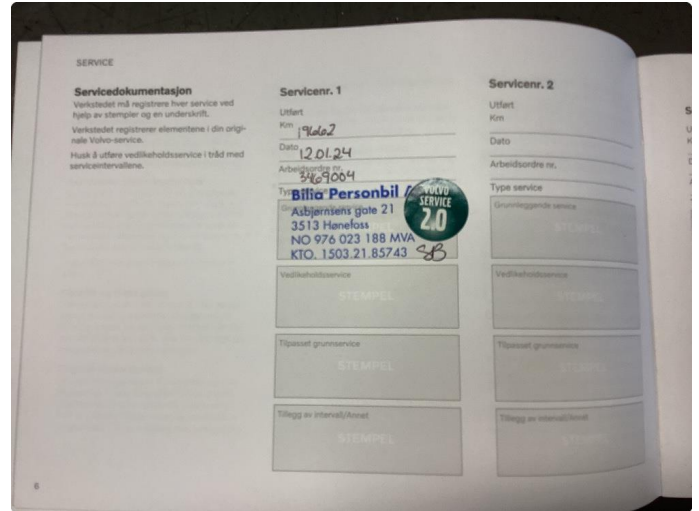 SERVICE
Servicedokumentasjon
Verkstedet må registrere hver service ved
hjelp av stempler og en underskrift.
Verkstedet registrerer elementene i din origi-
nale Volvo-service.
Husk å utføre vedlikeholdsservice i tråd med
serviceintervallene.
6
Servicenr. 1
Utført
Km 19662
Dato 12.01.24
Arbeidsordre nr.
3469004
Bilia Personbil
Asbjørnsens gate 21
3513 Hønefoss
NO 976 023 188 MVA
KTO. 1503.21.85743 SB
VOLVO
SERVICE
2.0
Vedlikeholdsservice
STEMPEL
Tilpasset grunnservice
STEMPEL
Tillegg av intervall/Annet
STEMPEL
Servicenr. 2
Utført
Km
Dato
Arbeidsordre nr.
Type service
Grunnleggende service
STEMPEL
Vedlikeholdsservice
STEMPEL
Tilpasset grunnservice
STEMPEL
Tillegg av intervall/Annet
STEMPEL